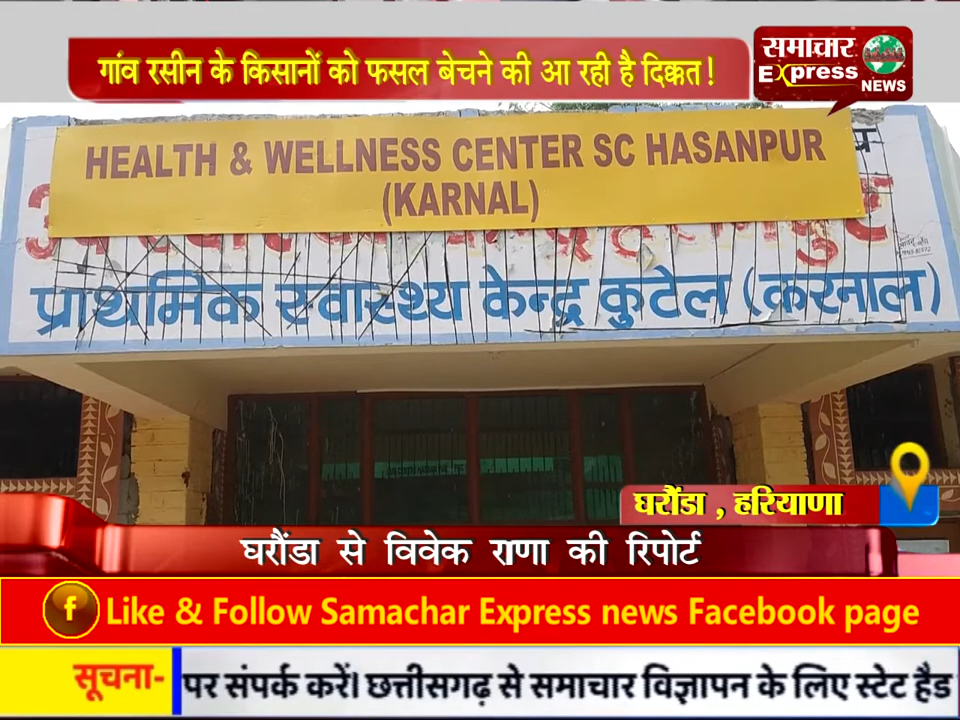 गांव रसीन के किसानों को फसल बेचने की आ रही है दिक्कत!
समाचार
Express
NEWS
HEALTH & WELLNESS CENTER SC HASANPUR
(KARNAL)
प्राथमिक स्वास्थ्य केन्द्र कुटेल (करनाल)
घरौंडा , हरियाणा
घरौंडा से विवेक राणा की रिपोर्ट
f Like & Follow Samachar Express news Facebook page
सूचना- पर संपर्क करें। छत्तीसगढ़ से समाचार विज्ञापन के लिए स्टेट हैड